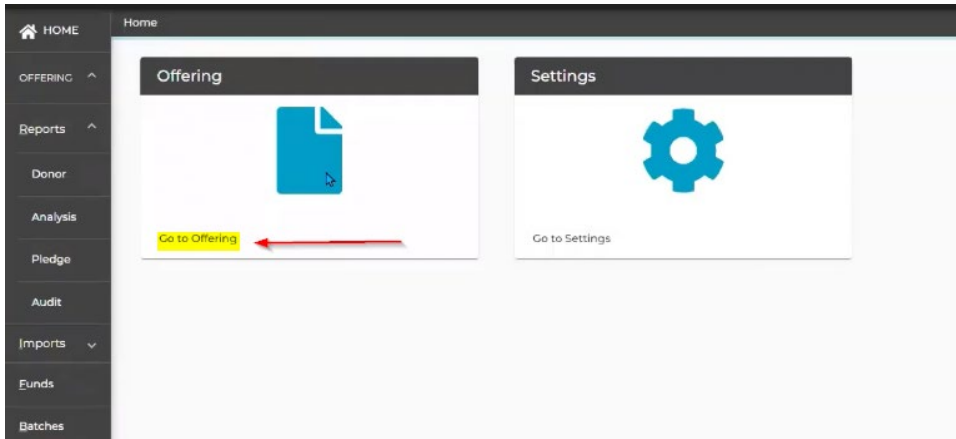 HOME
OFFERING
Reports
Donor
Analysis
Pledge
Audit
Imports
Funds
Batches
Home
Offering
Go to Offering
Settings
Go to Settings